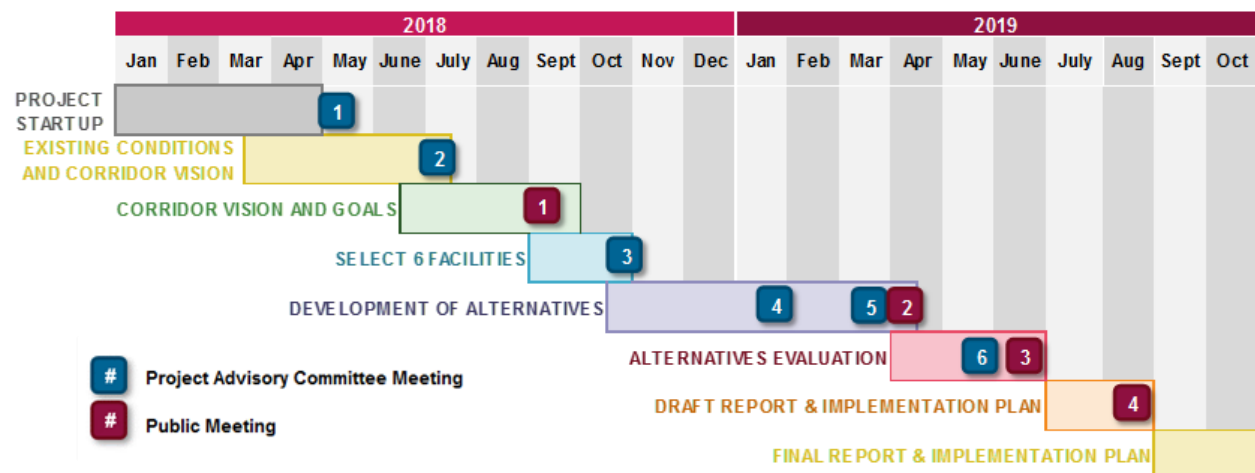 2018 2019
Jan Feb Mar Apr May June July Aug Sept Oct Nov Dec Jan Feb Mar Apr May June July Aug Sept Oct
PROJECT
STARTUP
1
EXISTING CONDITIONS
AND CORRIDOR VISION
2
CORRIDOR VISION AND GOALS
1
SELECT 6 FACILITIES
3
DEVELOPMENT OF ALTERNATIVES
4 5 2
ALTERNATIVES EVALUATION
6 3
# Project Advisory Committee Meeting
DRAFT REPORT & IMPLEMENTATION PLAN
4
# Public Meeting
FINAL REPORT & IMPLEMENTATION PLAN